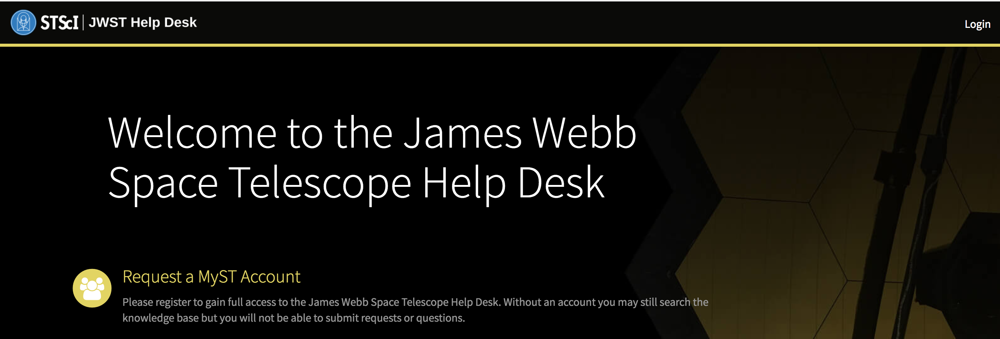 STScI | JWST Help Desk
Login
Welcome to the James Webb
Space Telescope Help Desk
Request a MyST Account
Please register to gain full access to the James Webb Space Telescope Help Desk. Without an account you may still search the
knowledge base but you will not be able to submit requests or questions.